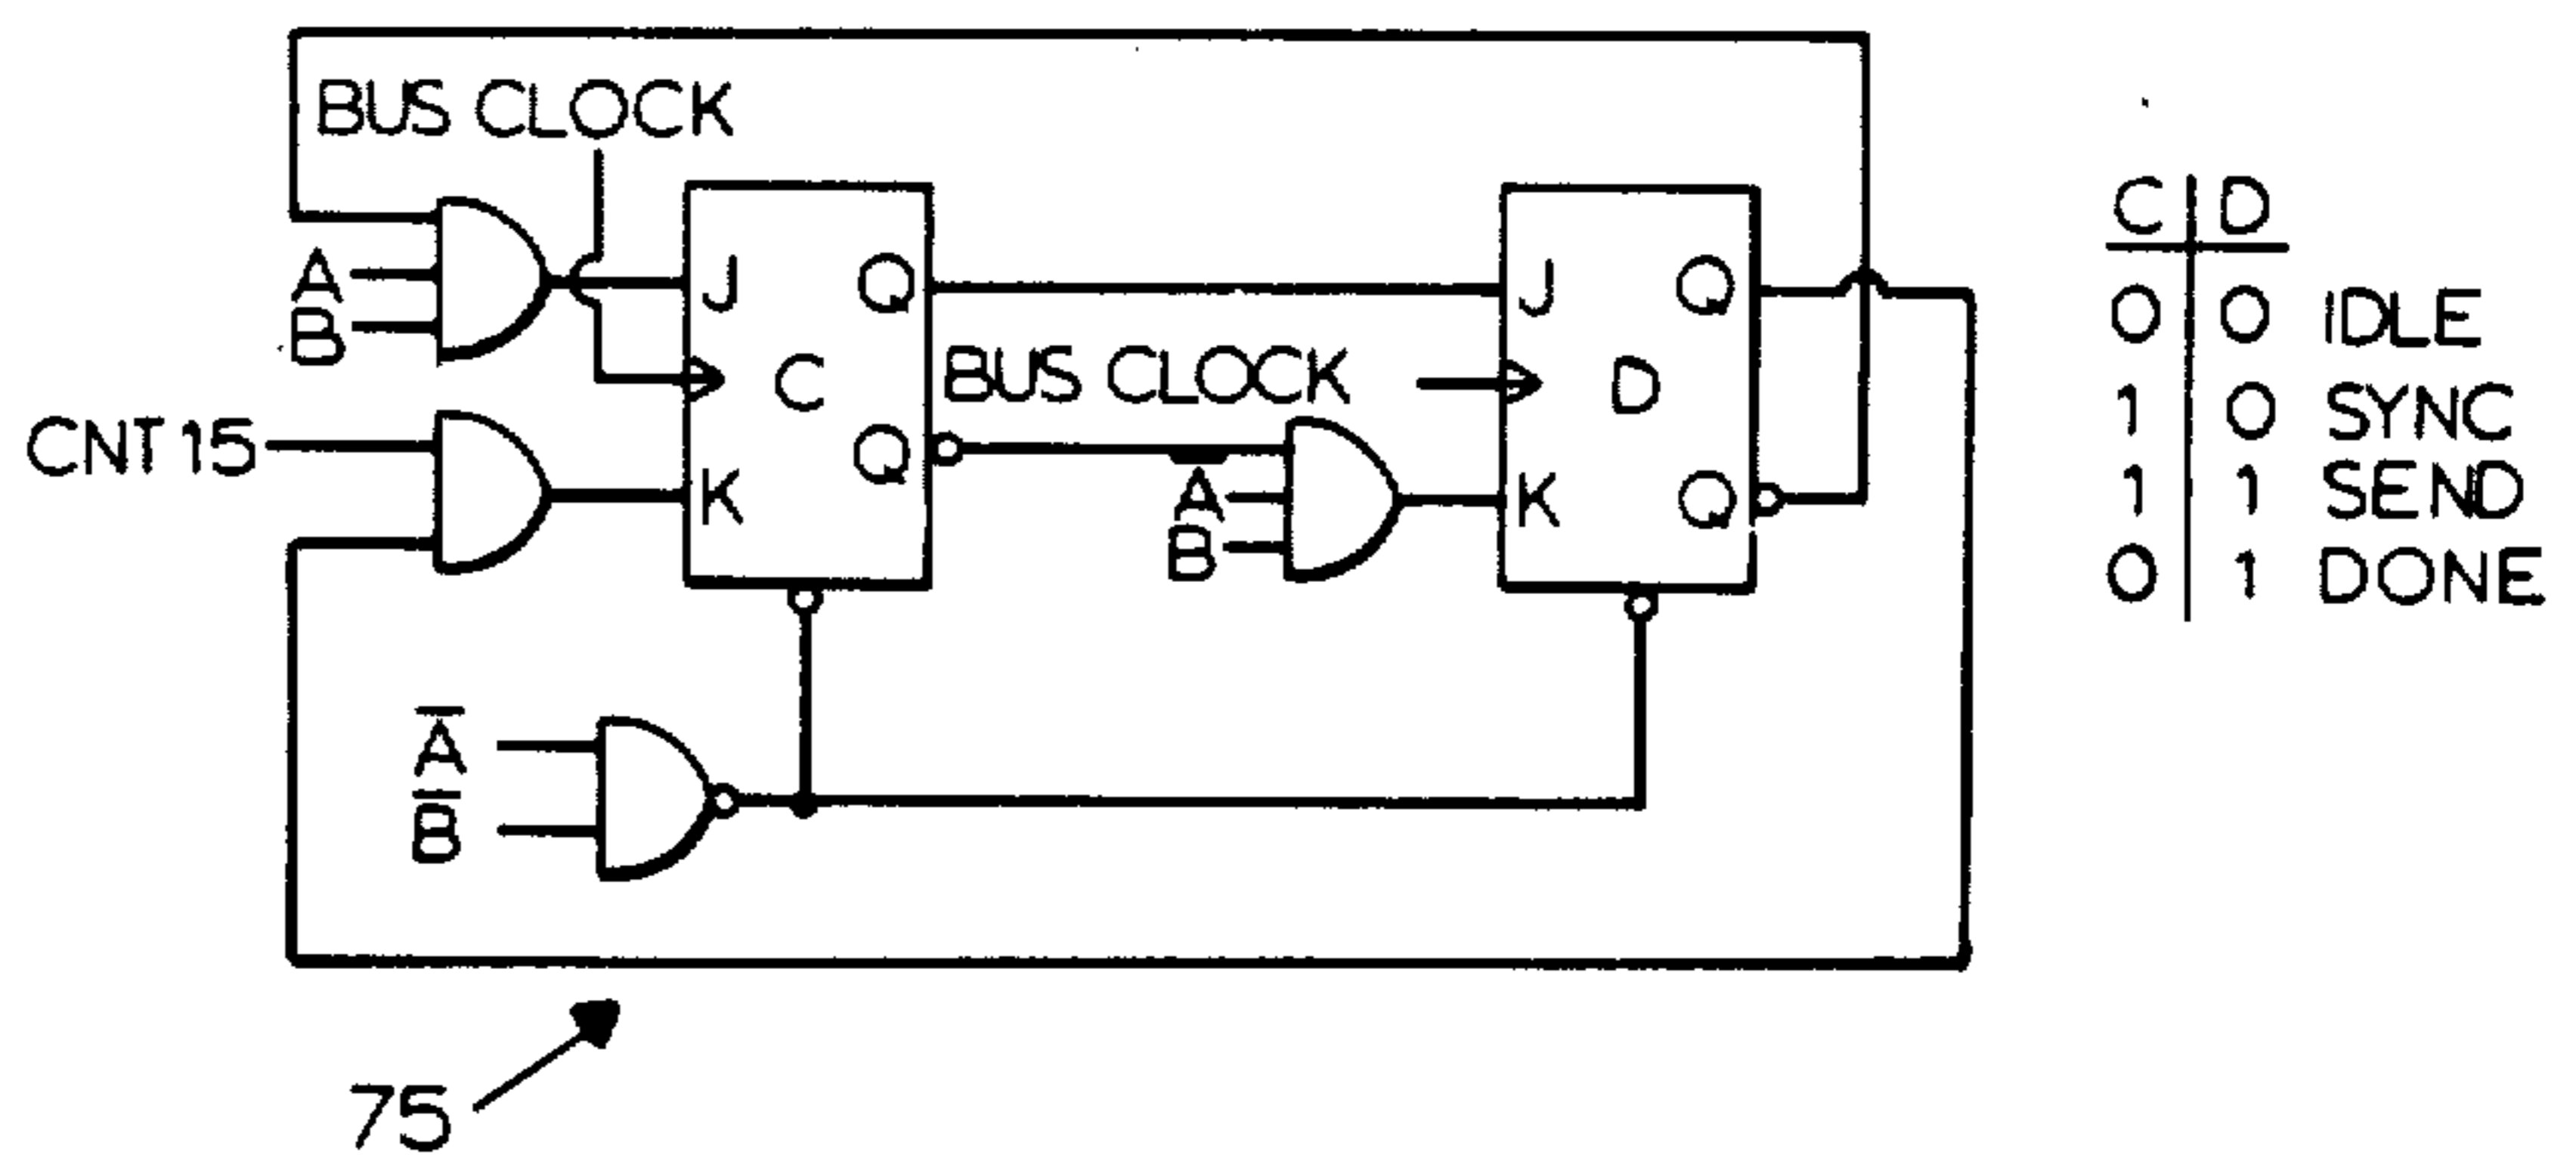 BUS CLOCK
A
B
CNT 15
J
Q
C
Q
K
BUS CLOCK
A
B
J
Q
D
Q
K
A̅
B̅
75
C D
0 0 IDLE
1 0 SYNC
1 1 SEND
0 1 DONE